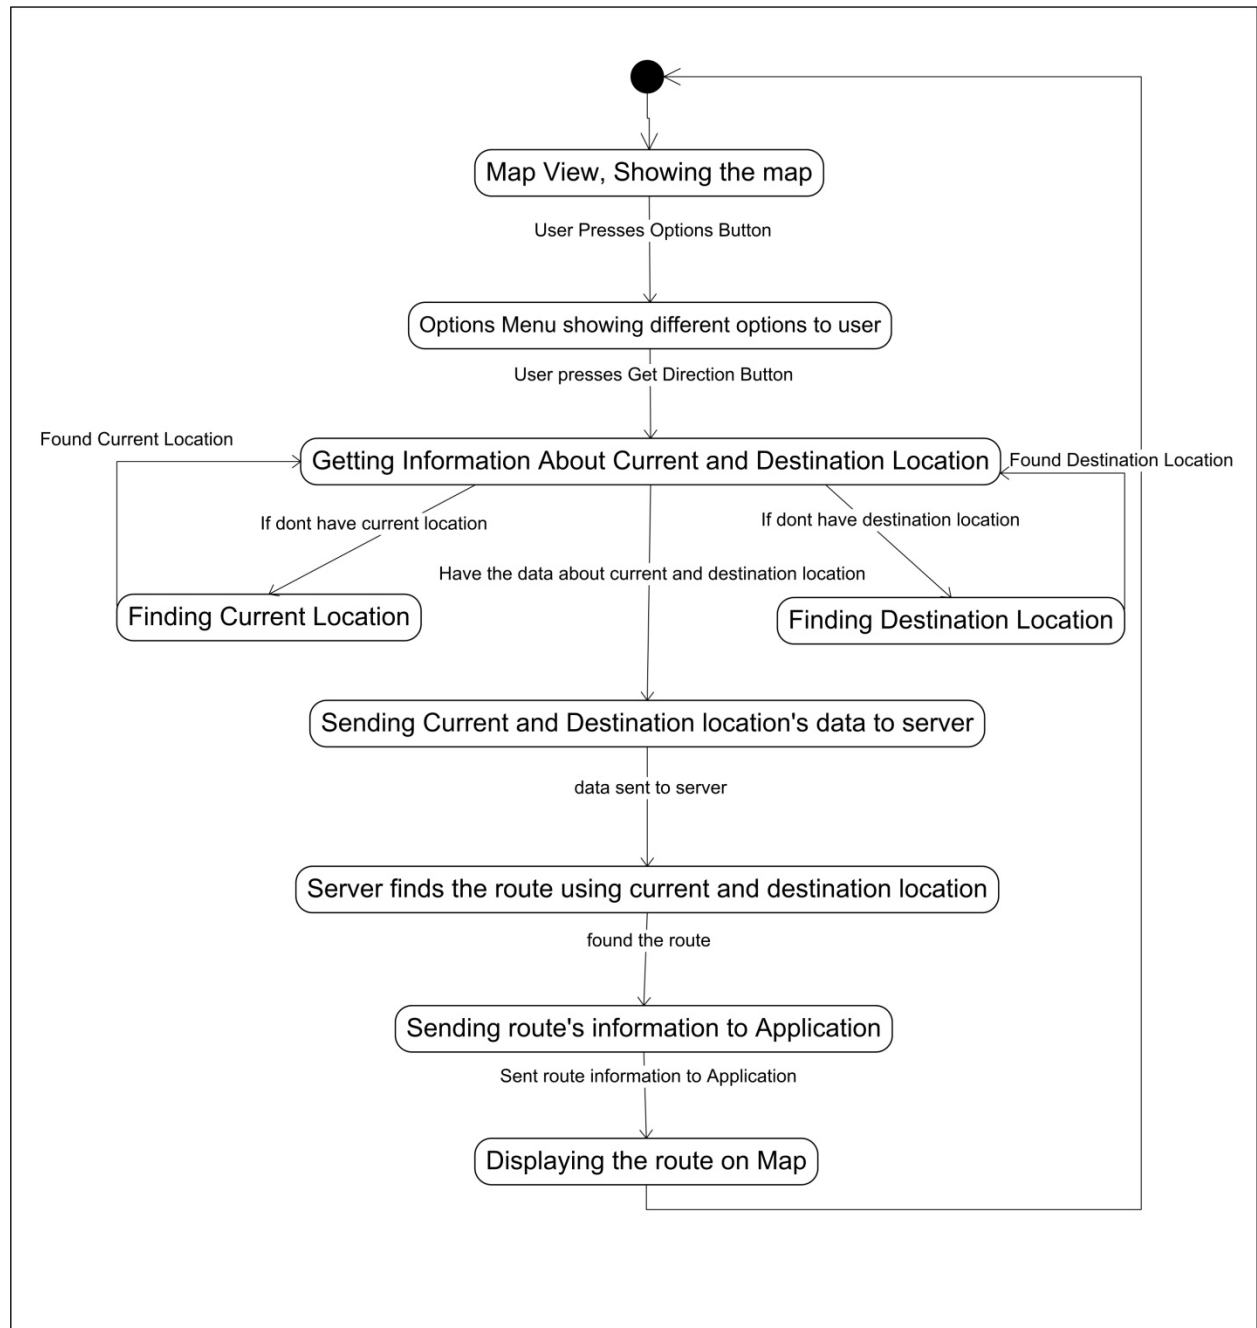 Map View, Showing the map
User Presses Options Button
Options Menu showing different options to user
User presses Get Direction Button
Found Current Location
Getting Information About Current and Destination Location
Found Destination Location
If dont have current location
If dont have destination location
Have the data about current and destination location
Finding Current Location
Finding Destination Location
Sending Current and Destination location's data to server
data sent to server
Server finds the route using current and destination location
found the route
Sending route's information to Application
Sent route information to Application
Displaying the route on Map